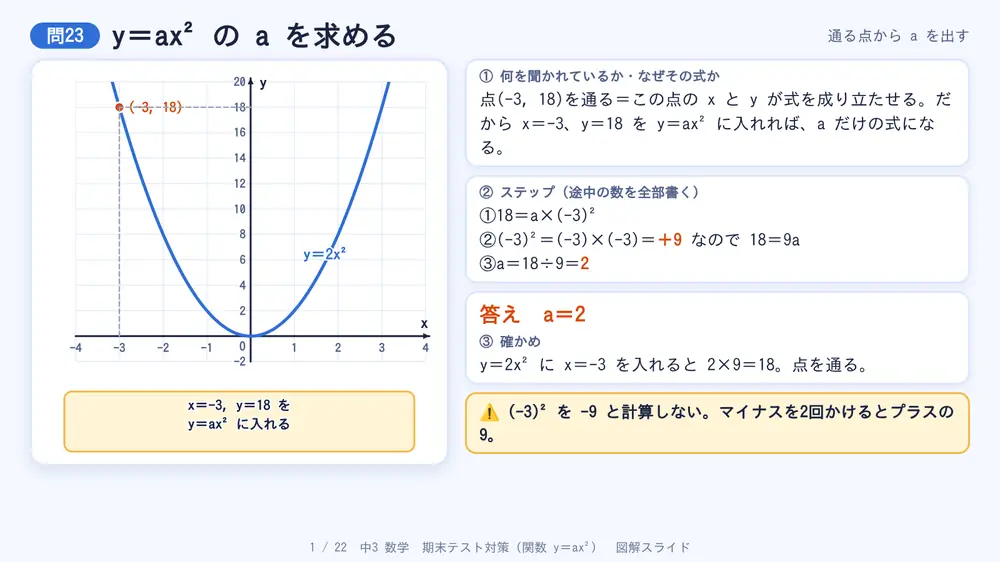 問23 y＝ax² の a を求める
通る点から a を出す
y
20
(-3, 18)
18
16
14
12
10
8
6
y＝2x²
4
2
x
-4 -3 -2 -1 0 1 2 3 4
-2
x＝-3, y＝18 を
y＝ax² に入れる
① 何を聞かれているか・なぜその式か
点(-3, 18)を通る＝この点の x と y が式を成り立たせる。だ
から x＝-3、y＝18 を y＝ax² に入れれば、a だけの式にな
る。
② ステップ（途中の数を全部書く）
①18＝a×(-3)²
②(-3)²＝(-3)×(-3)＝＋9 なので 18＝9a
③a＝18÷9＝2
答え a＝2
③ 確かめ
y＝2x² に x＝-3 を入れると 2×9＝18。点を通る。
⚠️ (-3)² を -9 と計算しない。マイナスを2回かけるとプラスの
9。
1 / 22 中3 数学 期末テスト対策（関数 y＝ax²） 図解スライド